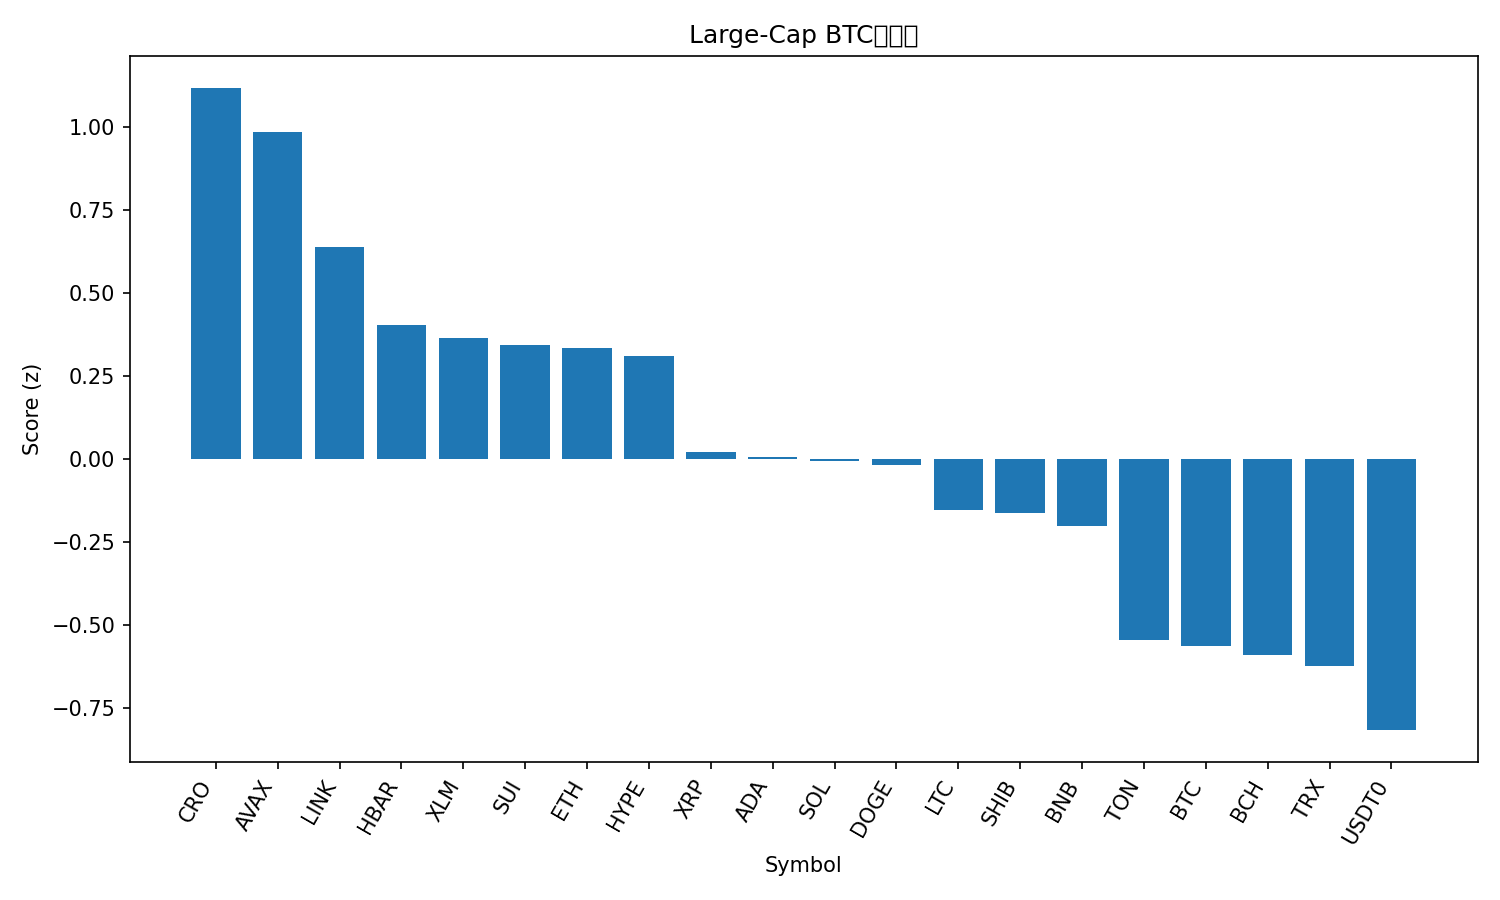 Large-Cap BTC
Score (z)
1.00
0.75
0.50
0.25
0.00
−0.25
−0.50
−0.75
CRO
AVAX
LINK
HBAR
XLM
SUI
ETH
HYPE
XRP
ADA
SOL
DOGE
LTC
SHIB
BNB
TON
BTC
BCH
TRX
USDT0
Symbol